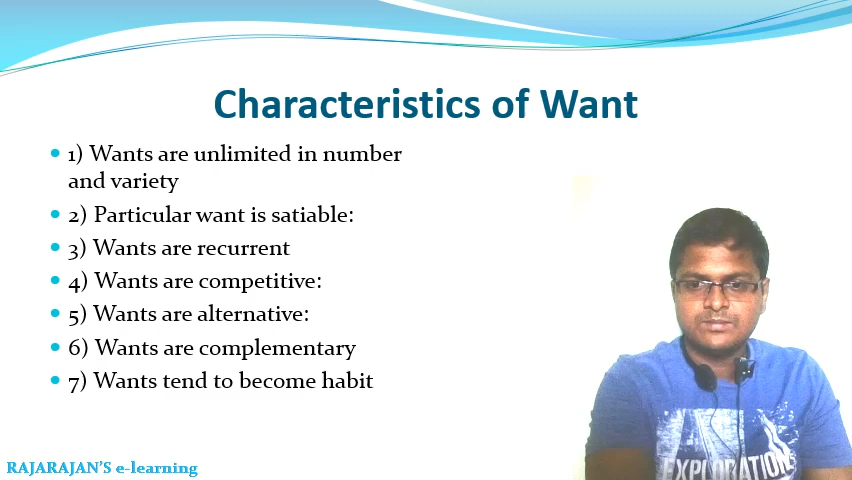 Characteristics of Want
• 1) Wants are unlimited in number
and variety
• 2) Particular want is satiable:
• 3) Wants are recurrent
• 4) Wants are competitive:
• 5) Wants are alternative:
• 6) Wants are complementary
• 7) Wants tend to become habit
EXPLORATION
RAJARAJAN'S e-learning